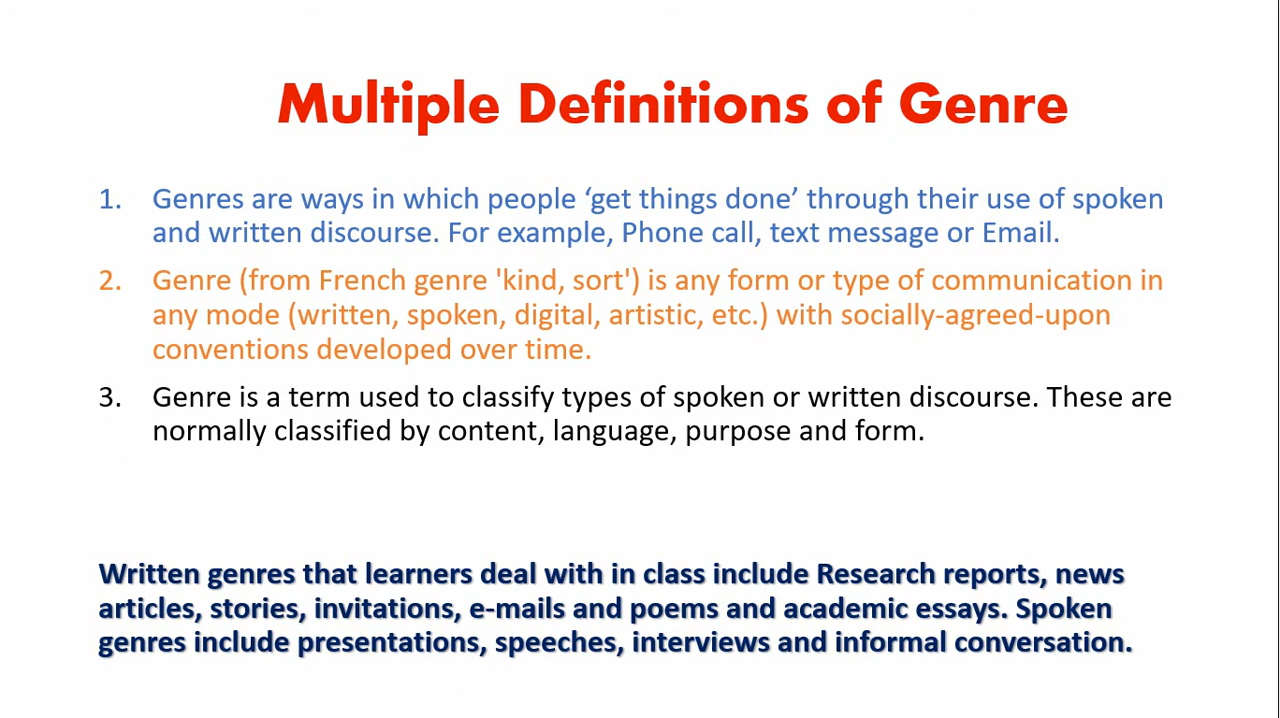 Multiple Definitions of Genre
1. Genres are ways in which people ‘get things done’ through their use of spoken
and written discourse. For example, Phone call, text message or Email.
2. Genre (from French genre 'kind, sort') is any form or type of communication in
any mode (written, spoken, digital, artistic, etc.) with socially-agreed-upon
conventions developed over time.
3. Genre is a term used to classify types of spoken or written discourse. These are
normally classified by content, language, purpose and form.
Written genres that learners deal with in class include Research reports, news
articles, stories, invitations, e-mails and poems and academic essays. Spoken
genres include presentations, speeches, interviews and informal conversation.